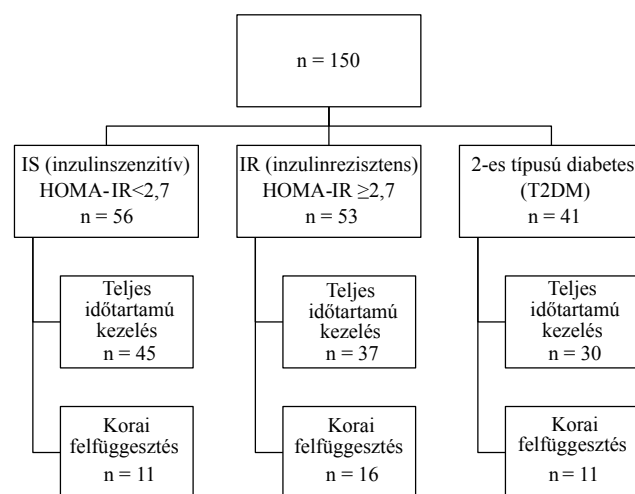 n = 150
IS (inzulinszenzitív)
HOMA-IR<2,7
n = 56
IR (inzulinrezisztens)
HOMA-IR ≥2,7
n = 53
2-es típusú diabetes
(T2DM)
n = 41
Teljes
időtartamú
kezelés
n = 45
Teljes
időtartamú
kezelés
n = 37
Teljes
időtartamú
kezelés
n = 30
Korai
felfüggesztés
n = 11
Korai
felfüggesztés
n = 16
Korai
felfüggesztés
n = 11